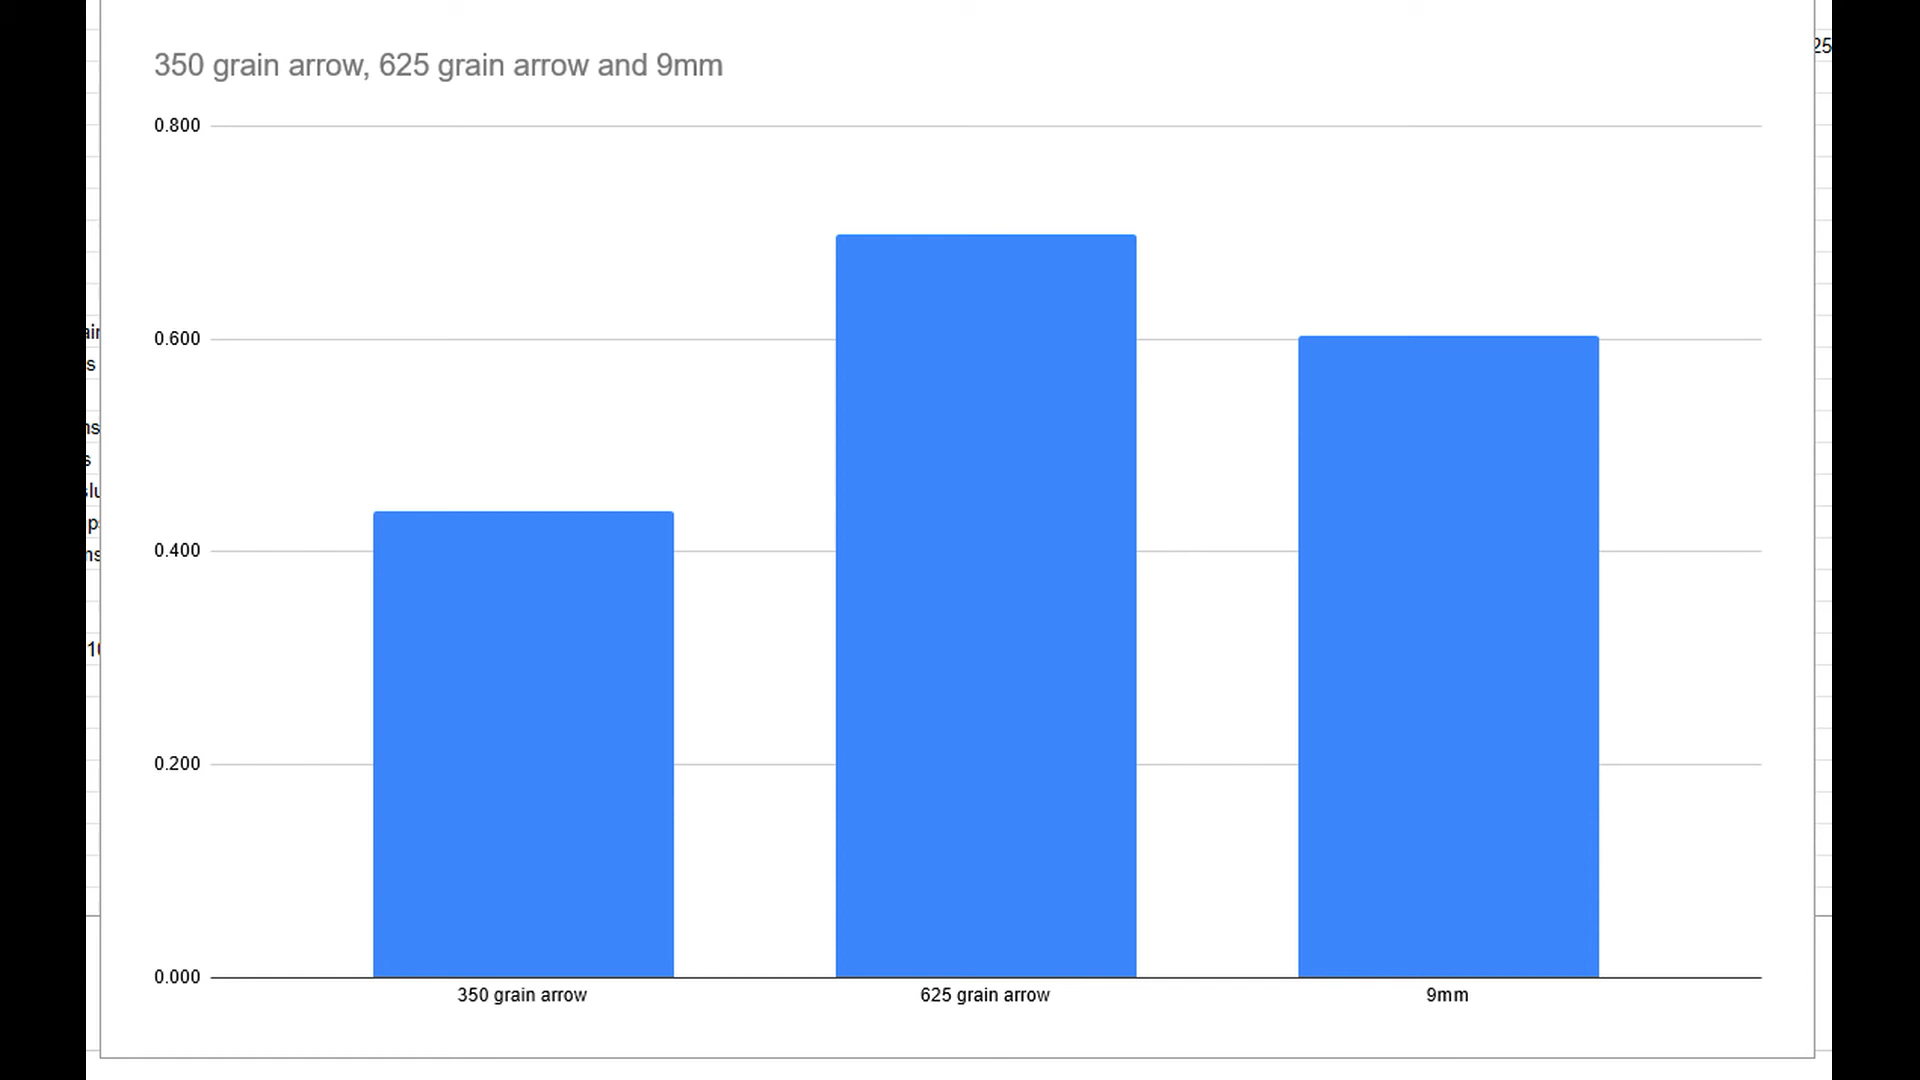 350 grain arrow, 625 grain arrow and 9mm
25
0.800
0.600
0.400
0.200
0.000
350 grain arrow
625 grain arrow
9mm